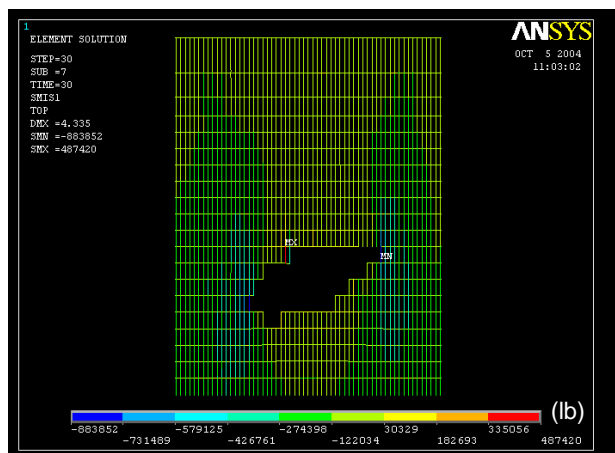 1
ELEMENT SOLUTION
STEP=30
SUB =7
TIME=30
SMIS1
TOP
DMX =4.335
SMN =-883852
SMX =487420
ANSYS
OCT 5 2004
11:03:02
MX
MN
(lb)
-883852 -579125 -274398 30329 335056
-731489 -426761 -122034 182693 487420